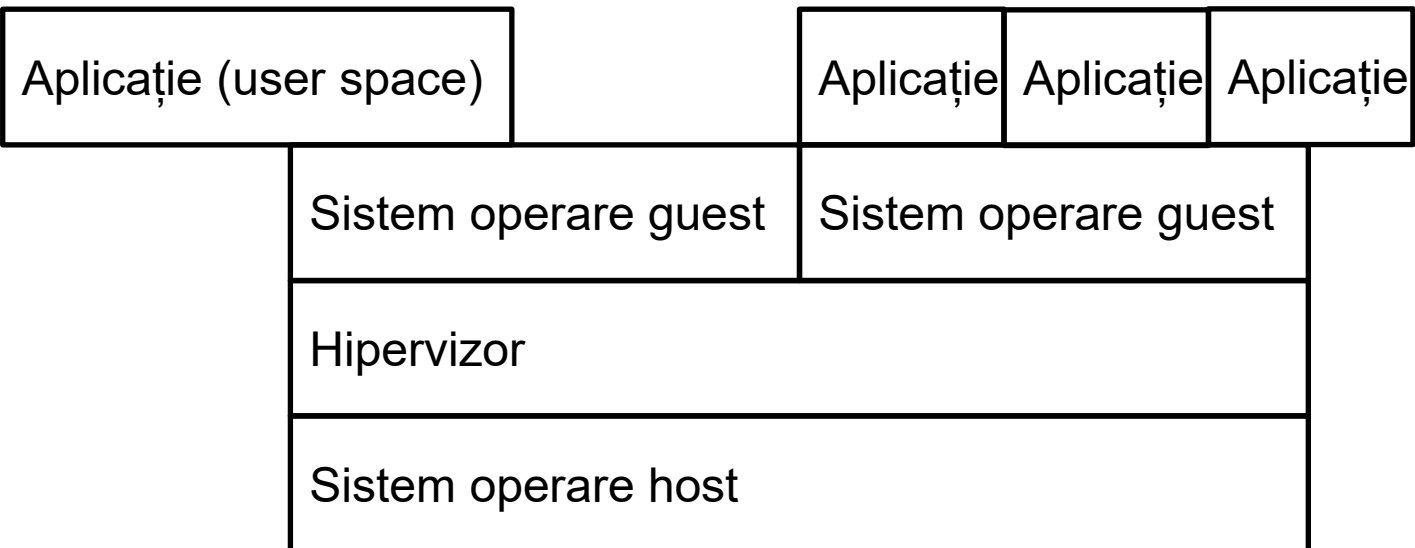 Aplicație (user space)
Aplicație
Aplicație
Aplicație
Sistem operare guest
Sistem operare guest
Hipervizor
Sistem operare host